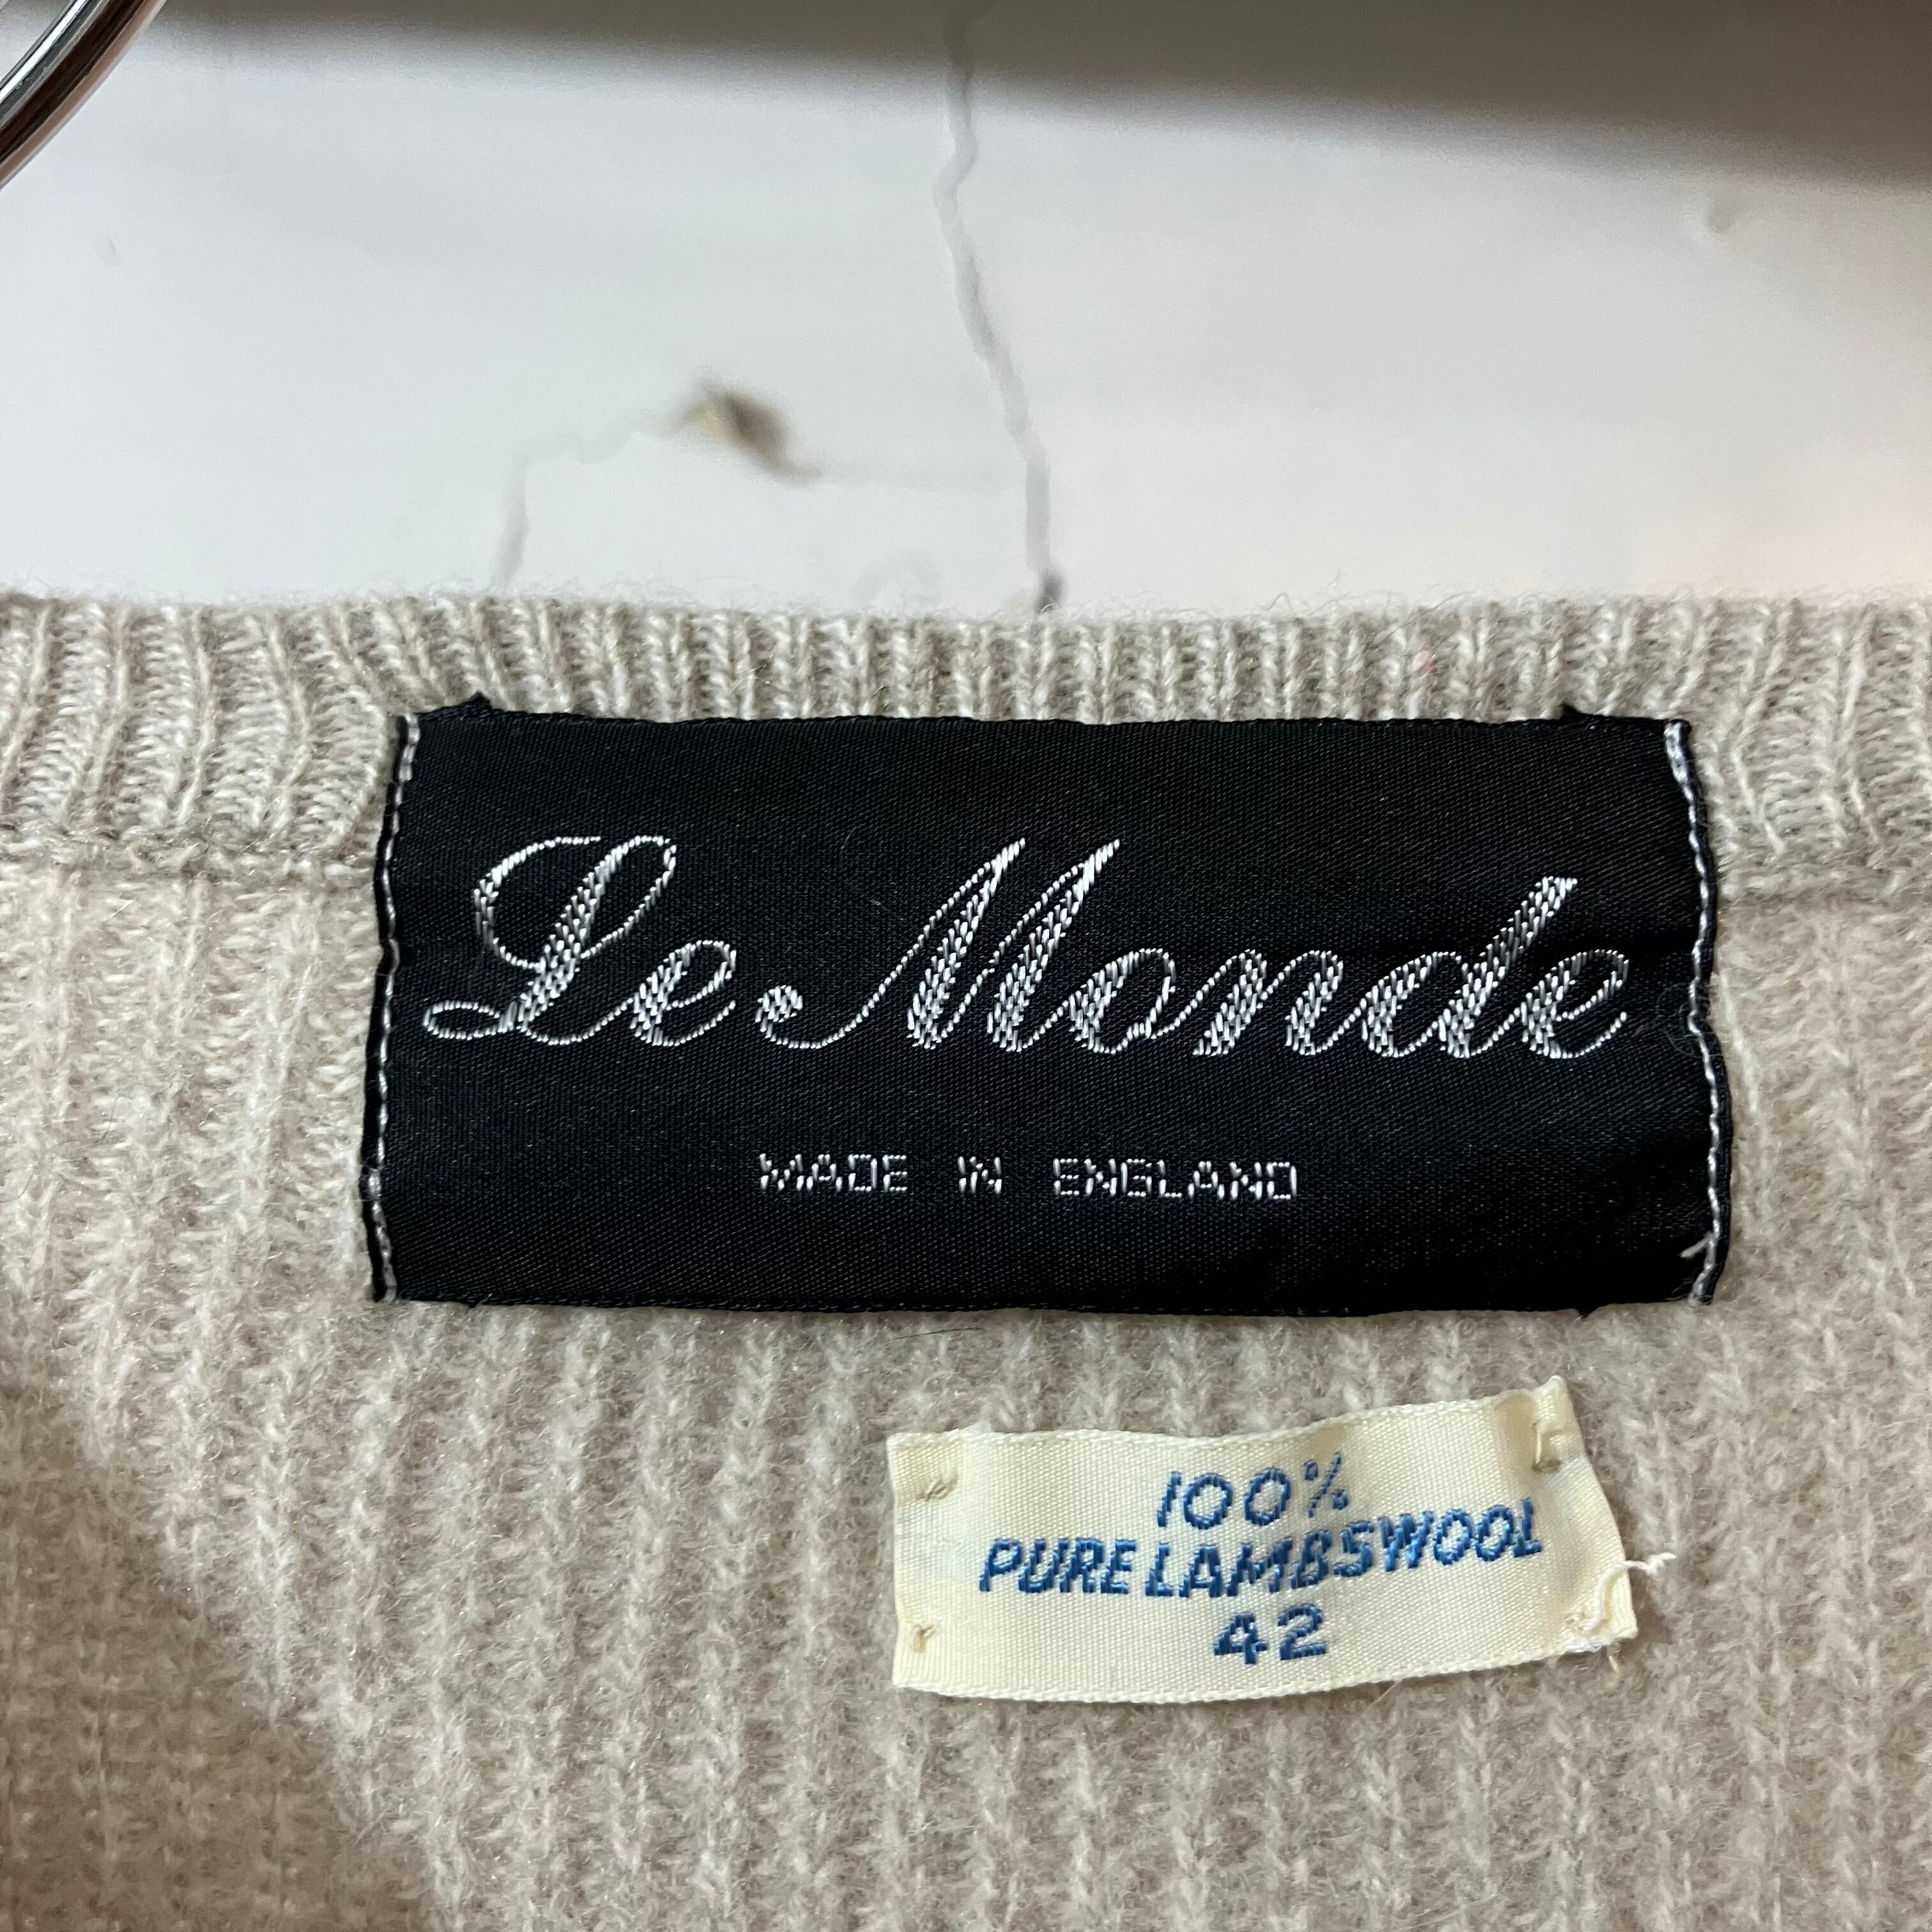 Le Monde
MADE IN ENGLAND
100%
PURE LAMBSWOOL
42